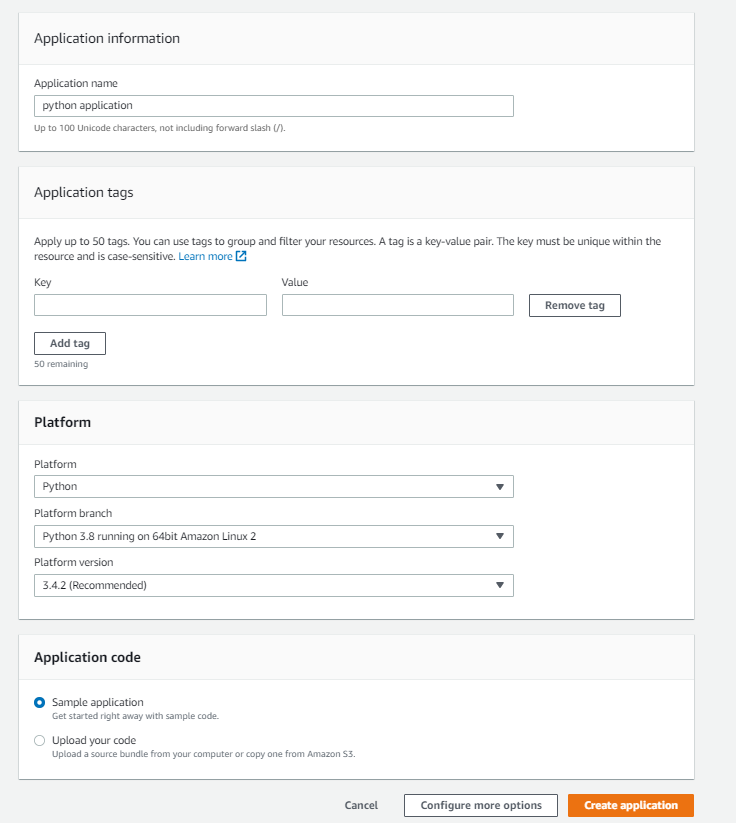 Application information
Application name
python application
Up to 100 Unicode characters, not including forward slash (/).
Application tags
Apply up to 50 tags. You can use tags to group and filter your resources. A tag is a key-value pair. The key must be unique within the
resource and is case-sensitive. Learn more
Key Value
Remove tag
Add tag
50 remaining
Platform
Platform
Python
Platform branch
Python 3.8 running on 64bit Amazon Linux 2
Platform version
3.4.2 (Recommended)
Application code
Sample application
Get started right away with sample code.
Upload your code
Upload a source bundle from your computer or copy one from Amazon S3.
Cancel Configure more options Create application